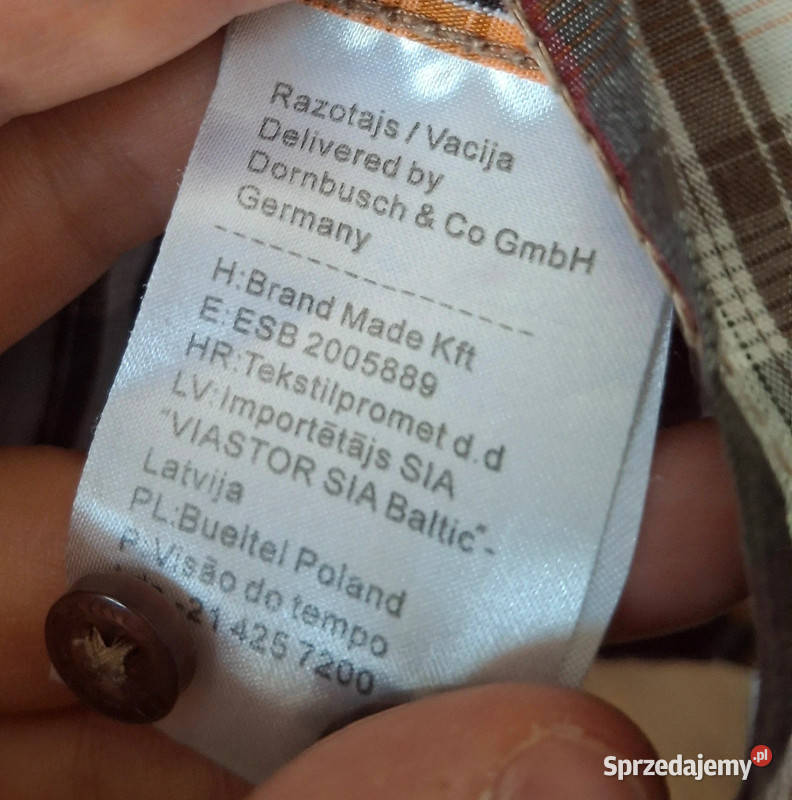 Razotajs / Vacija
Delivered by
Dornbusch & Co GmbH
Germany
H:Brand Made Kft
E:ESB 2005889
HR:Tekstilpromet d.d
LV:Importētājs SIA
"VIASTOR SIA Baltic"-
Latvija
PL:Bueltel Poland
P:Visão do tempo
-21 425 7200
Sprzedajemy.pl